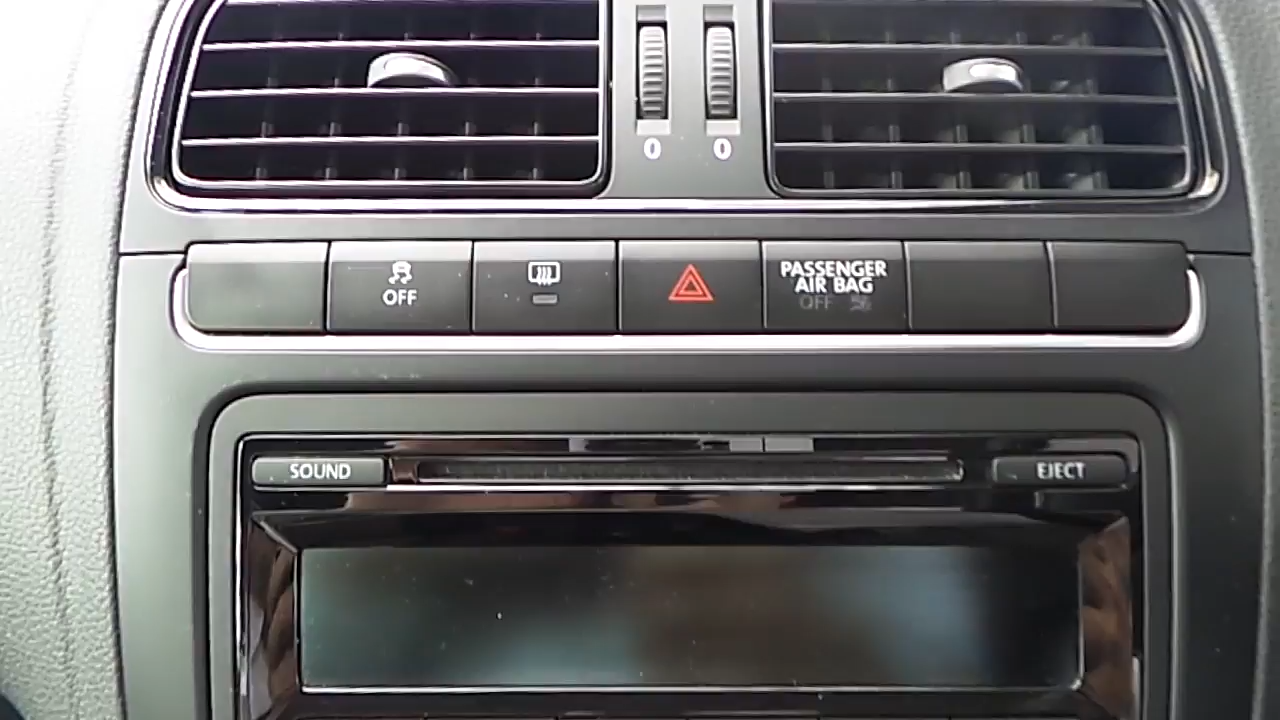 0 0
OFF
PASSENGER
AIR BAG
OFF
SOUND
EJECT